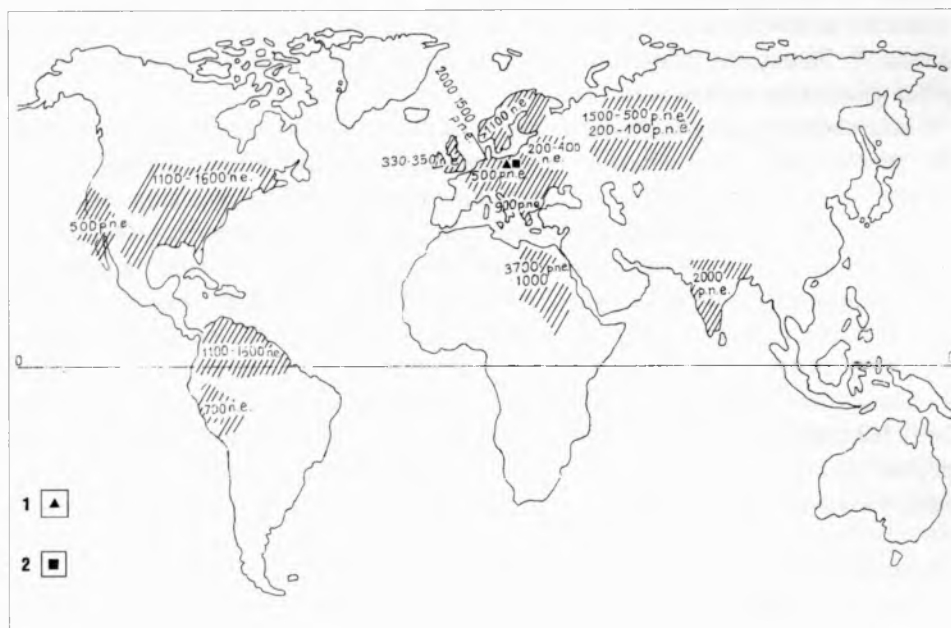 2000-1500 p.n.e.
>1100 n.e.
1500-500 p.n.e.
200-400 p.n.e.
330-350 n.e.
200-400
n.e.
500 p.n.e.
900 p.n.e.
1100-1600 n.e.
500 p.n.e.
3700 p.n.e.
1000
2000
p.n.e.
0
1100-1500 n.e.
700 n.e.
1 ▲
2 ■